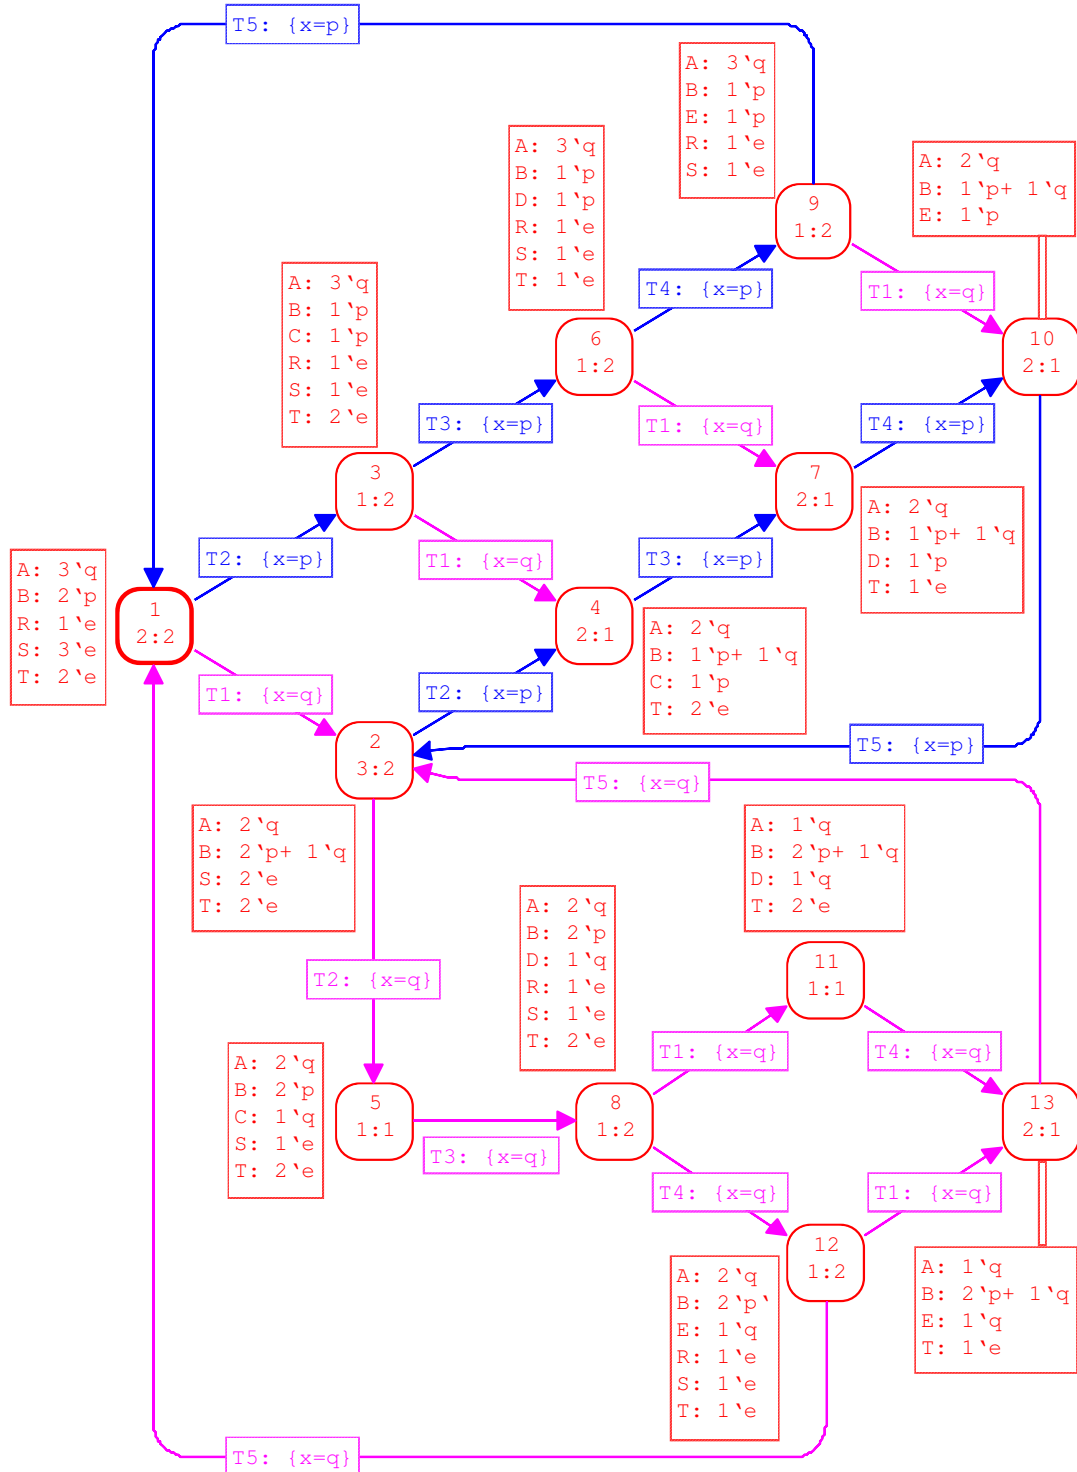 T5: {x=p}
A: 3`q
B: 1`p
E: 1`p
R: 1`e
S: 1`e
A: 3`q
B: 1`p
D: 1`p
R: 1`e
S: 1`e
T: 1`e
A: 2`q
B: 1`p+ 1`q
E: 1`p
9
1:2
A: 3`q
B: 1`p
C: 1`p
R: 1`e
S: 1`e
T: 2`e
T4: {x=p}
T1: {x=q}
6
1:2
10
2:1
T3: {x=p}
T1: {x=q}
T4: {x=p}
3
1:2
7
2:1
A: 2`q
B: 1`p+ 1`q
D: 1`p
T: 1`e
T2: {x=p}
T1: {x=q}
T3: {x=p}
A: 3`q
B: 2`p
R: 1`e
S: 3`e
T: 2`e
1
2:2
4
2:1
A: 2`q
B: 1`p+ 1`q
C: 1`p
T: 2`e
T1: {x=q}
T2: {x=p}
2
3:2
T5: {x=p}
T5: {x=q}
A: 2`q
B: 2`p+ 1`q
S: 2`e
T: 2`e
A: 1`q
B: 2`p+ 1`q
D: 1`q
T: 2`e
A: 2`q
B: 2`p
D: 1`q
R: 1`e
S: 1`e
T: 2`e
T2: {x=q}
11
1:1
T1: {x=q}
T4: {x=q}
A: 2`q
B: 2`p
C: 1`q
S: 1`e
T: 2`e
5
1:1
8
1:2
13
2:1
T3: {x=q}
T4: {x=q}
T1: {x=q}
12
1:2
A: 2`q
B: 2`p`
E: 1`q
R: 1`e
S: 1`e
T: 1`e
A: 1`q
B: 2`p+ 1`q
E: 1`q
T: 1`e
T5: {x=q}